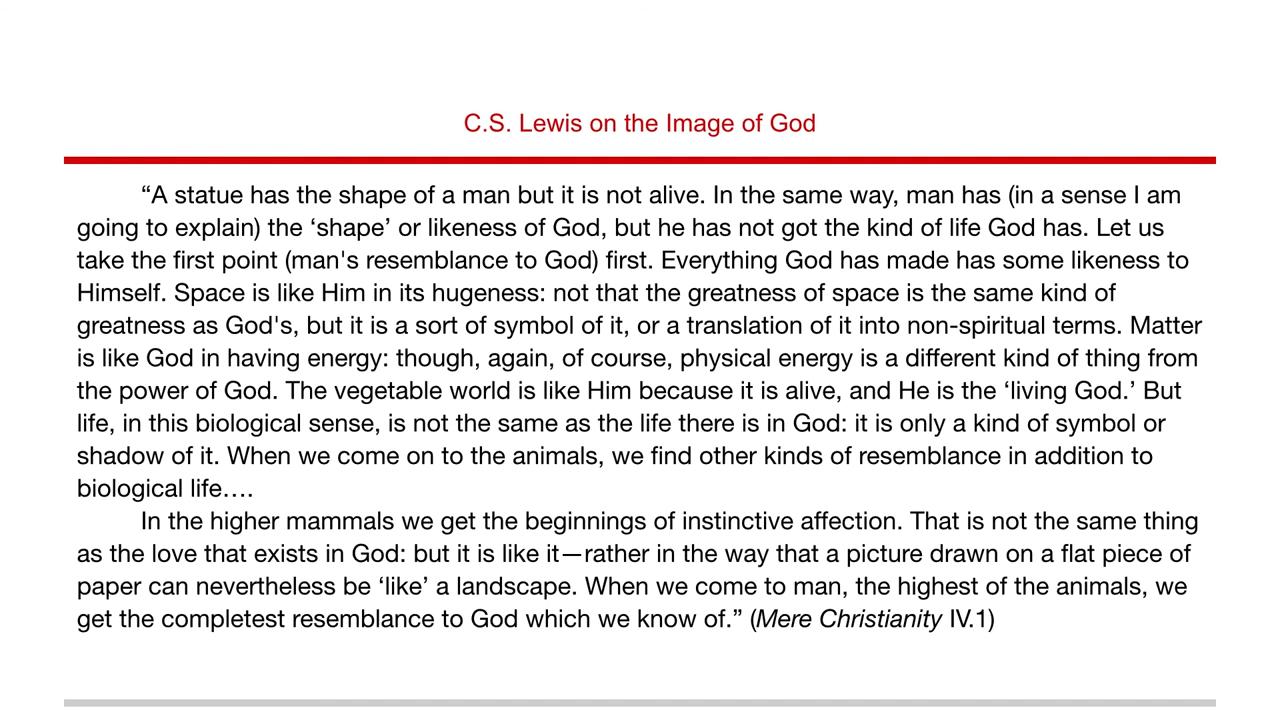 C.S. Lewis on the Image of God
“A statue has the shape of a man but it is not alive. In the same way, man has (in a sense I am
going to explain) the ‘shape’ or likeness of God, but he has not got the kind of life God has. Let us
take the first point (man's resemblance to God) first. Everything God has made has some likeness to
Himself. Space is like Him in its hugeness: not that the greatness of space is the same kind of
greatness as God's, but it is a sort of symbol of it, or a translation of it into non-spiritual terms. Matter
is like God in having energy: though, again, of course, physical energy is a different kind of thing from
the power of God. The vegetable world is like Him because it is alive, and He is the ‘living God.’ But
life, in this biological sense, is not the same as the life there is in God: it is only a kind of symbol or
shadow of it. When we come on to the animals, we find other kinds of resemblance in addition to
biological life….
In the higher mammals we get the beginnings of instinctive affection. That is not the same thing
as the love that exists in God: but it is like it—rather in the way that a picture drawn on a flat piece of
paper can nevertheless be ‘like’ a landscape. When we come to man, the highest of the animals, we
get the completest resemblance to God which we know of.” (Mere Christianity IV.1)